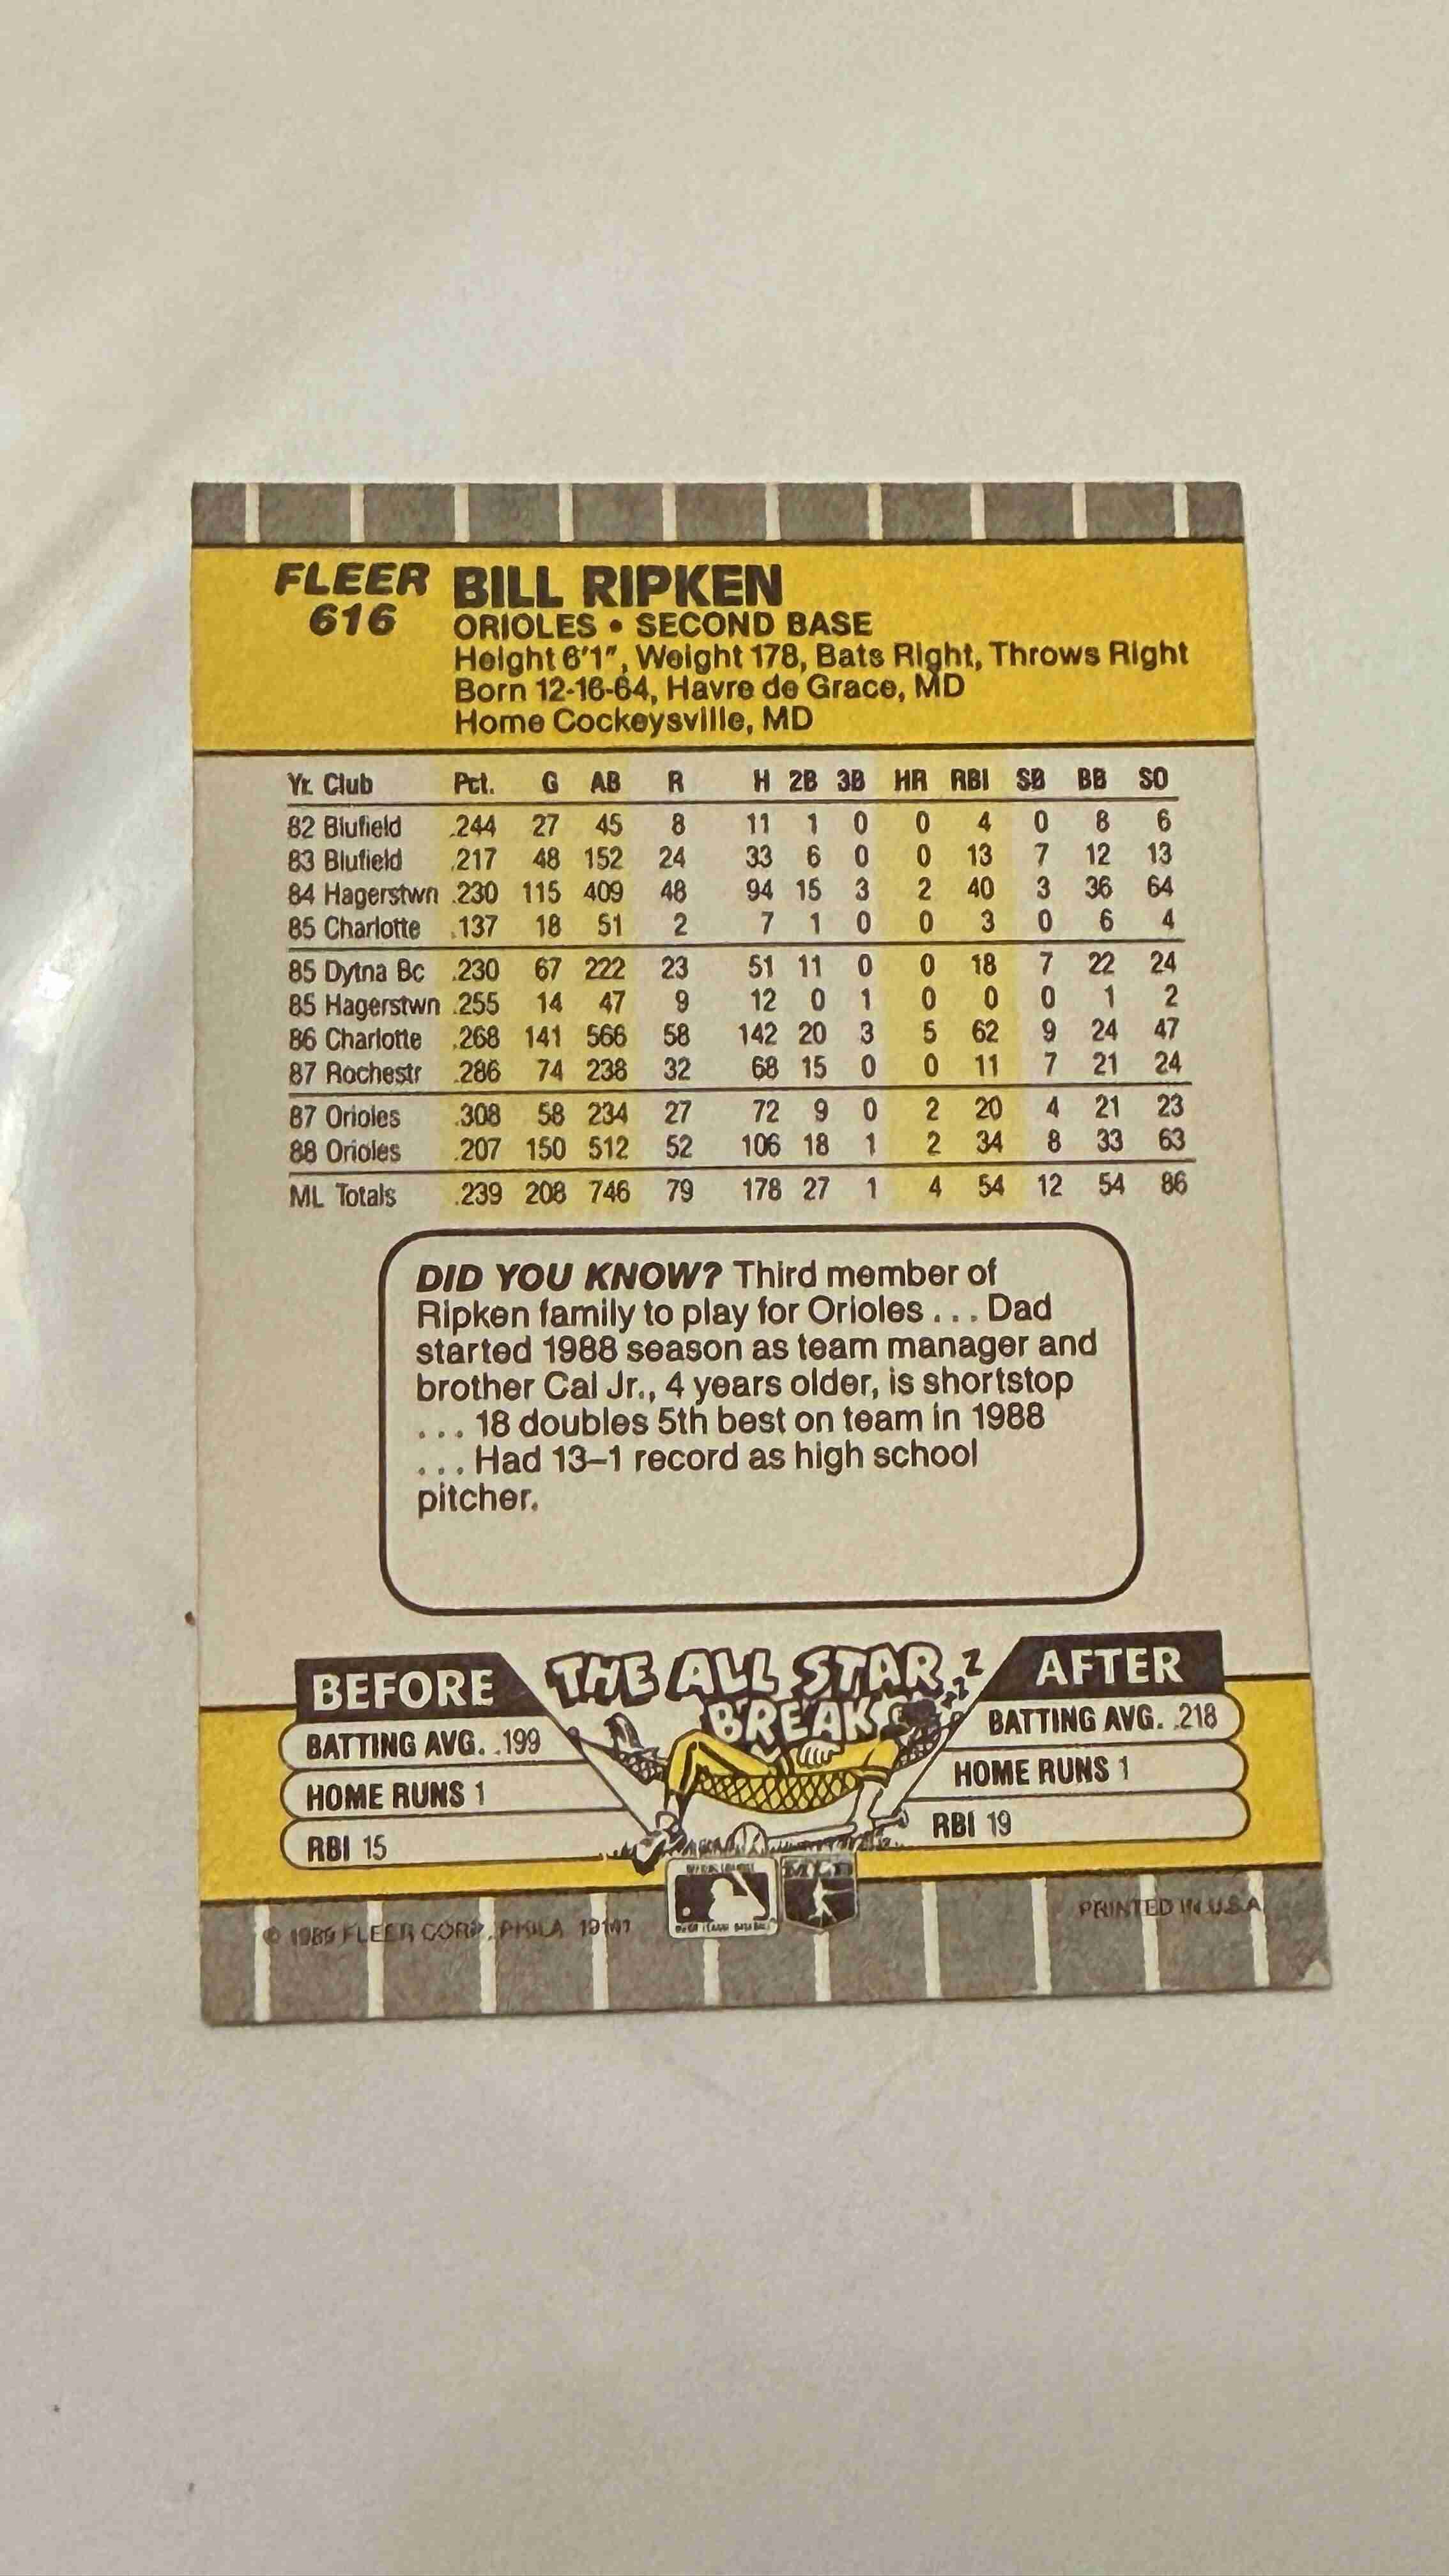 FLEER BILL RIPKEN
616 ORIOLES • SECOND BASE
Height 6'1", Weight 178, Bats Right, Throws Right
Born 12-16-64, Havre de Grace, MD
Home Cockeysville, MD
Yr. Club Pct. G AB R H 2B 3B HR RBI SB BB SO
82 Blufield .244 27 45 8 11 1 0 0 4 0 8 6
83 Blufield .217 48 152 24 33 6 0 0 13 7 12 13
84 Hagerstwn .230 115 409 48 94 15 3 2 40 3 36 64
85 Charlotte .137 18 51 2 7 1 0 0 3 0 6 4
85 Dytna Bc .230 67 222 23 51 11 0 0 18 7 22 24
85 Hagerstwn .255 14 47 9 12 0 1 0 0 0 1 2
86 Charlotte .268 141 566 58 142 20 3 5 62 9 24 47
87 Rochestr .286 74 238 32 68 15 0 0 11 7 21 24
87 Orioles .308 58 234 27 72 9 0 2 20 4 21 23
88 Orioles .207 150 512 52 106 18 1 2 34 8 33 63
ML Totals .239 208 746 79 178 27 1 4 54 12 54 86
DID YOU KNOW? Third member of
Ripken family to play for Orioles . . . Dad
started 1988 season as team manager and
brother Cal Jr., 4 years older, is shortstop
. . . 18 doubles 5th best on team in 1988
. . . Had 13–1 record as high school
pitcher.
BEFORE
BATTING AVG. .199
HOME RUNS 1
RBI 15
THE ALL STAR
BREAK
Z Z Z
AFTER
BATTING AVG. .218
HOME RUNS 1
RBI 19
MLB
© 1989 FLEER CORP., PHILA. 19141
PRINTED IN U.S.A.